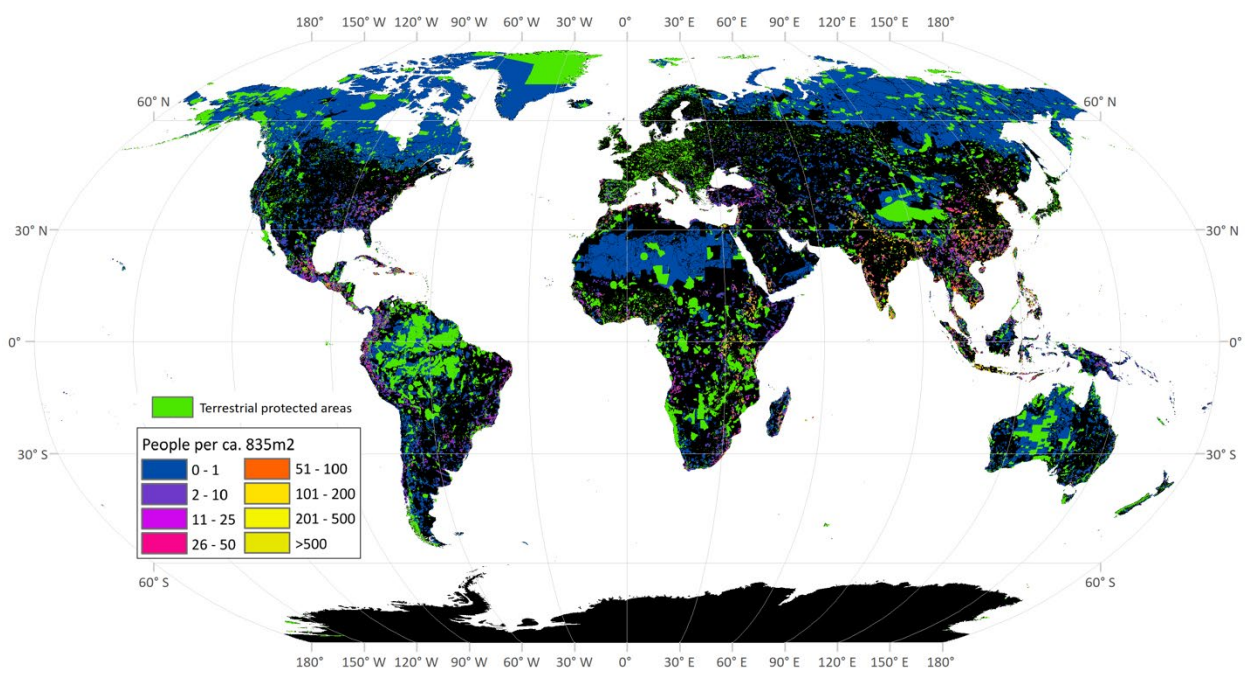 180° 150° W 120° W 90° W 60° W 30° W 0° 30° E 60° E 90° E 120° E 150° E 180°
60° N 60° N
30° N 30° N
0° 0°
Terrestrial protected areas
People per ca. 835m2
0 - 1 51 - 100
2 - 10 101 - 200
11 - 25 201 - 500
26 - 50 >500
30° S 30° S
60° S 60° S
180° 150° W 120° W 90° W 60° W 30° W 0° 30° E 60° E 90° E 120° E 150° E 180°